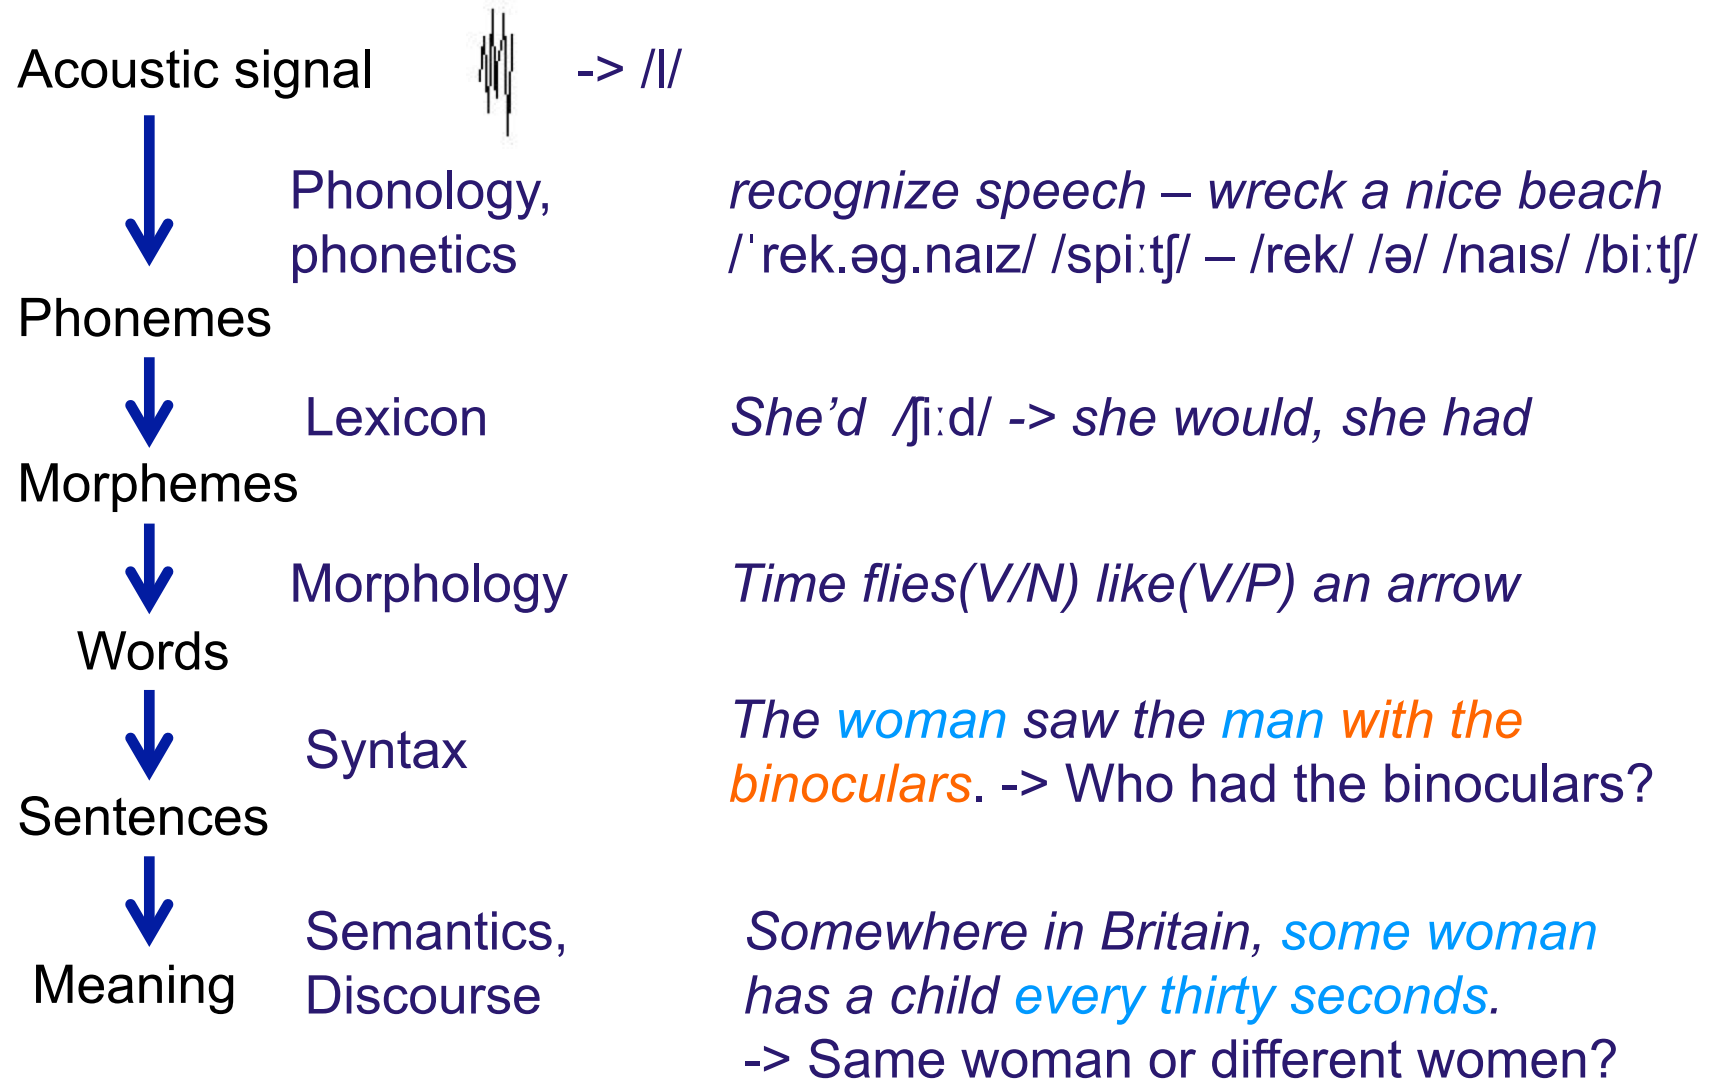 Acoustic signal -> /l/
Phonology, recognize speech – wreck a nice beach
phonetics /ˈrek.əg.naɪz/ /spiːtʃ/ – /rek/ /ə/ /naɪs/ /biːtʃ/
Phonemes
Lexicon She’d /ʃiːd/ -> she would, she had
Morphemes
Morphology Time flies(V/N) like(V/P) an arrow
Words
The woman saw the man with the
Syntax
binoculars. -> Who had the binoculars?
Sentences
Semantics, Somewhere in Britain, some woman
Meaning Discourse has a child every thirty seconds.
-> Same woman or different women?